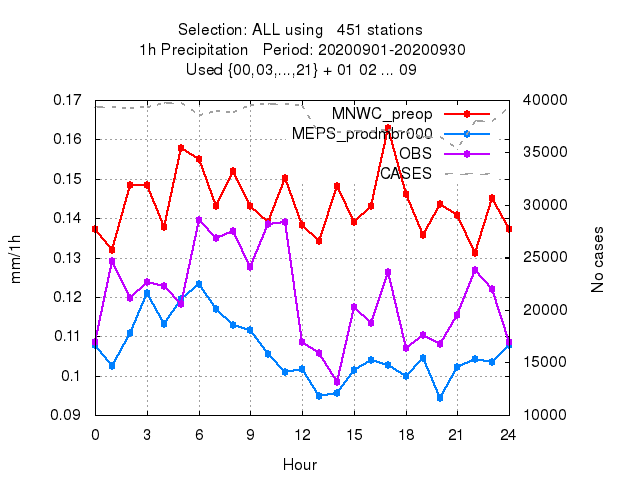 Selection: ALL using   451 stations
1h Precipitation   Period: 20200901-20200930
Used {00,03,...,21} + 01 02 ... 09
0.17
0.16
0.15
0.14
0.13
0.12
0.11
0.1
0.09
mm/1h
MNWC_preop
MEPS_prodmbr000
OBS
CASES
40000
35000
30000
25000
20000
15000
10000
No cases
0 3 6 9 12 15 18 21 24
Hour